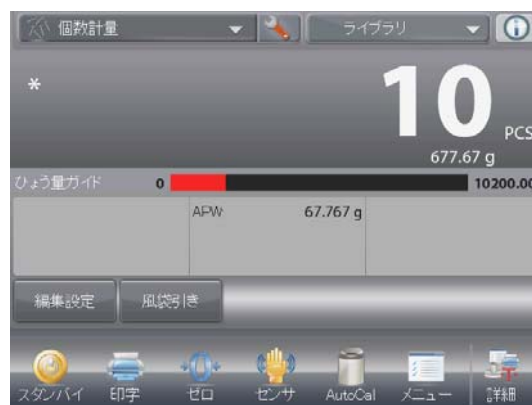 個数計量 ライブラリ
*
10 PCS
677.67 g
ひょう量ガイド 0 10200.00
APW: 67.767 g
編集設定 風袋引き
スタンバイ 印字 ゼロ センサ AutoCal メニュー 詳細